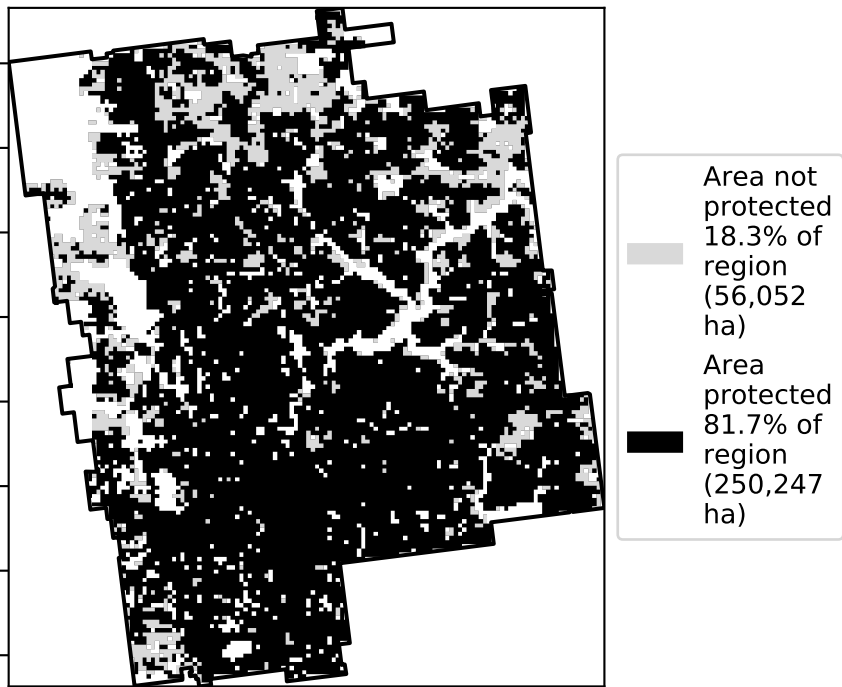 Area not
protected
18.3% of
region
(56,052
ha)
Area
protected
81.7% of
region
(250,247
ha)